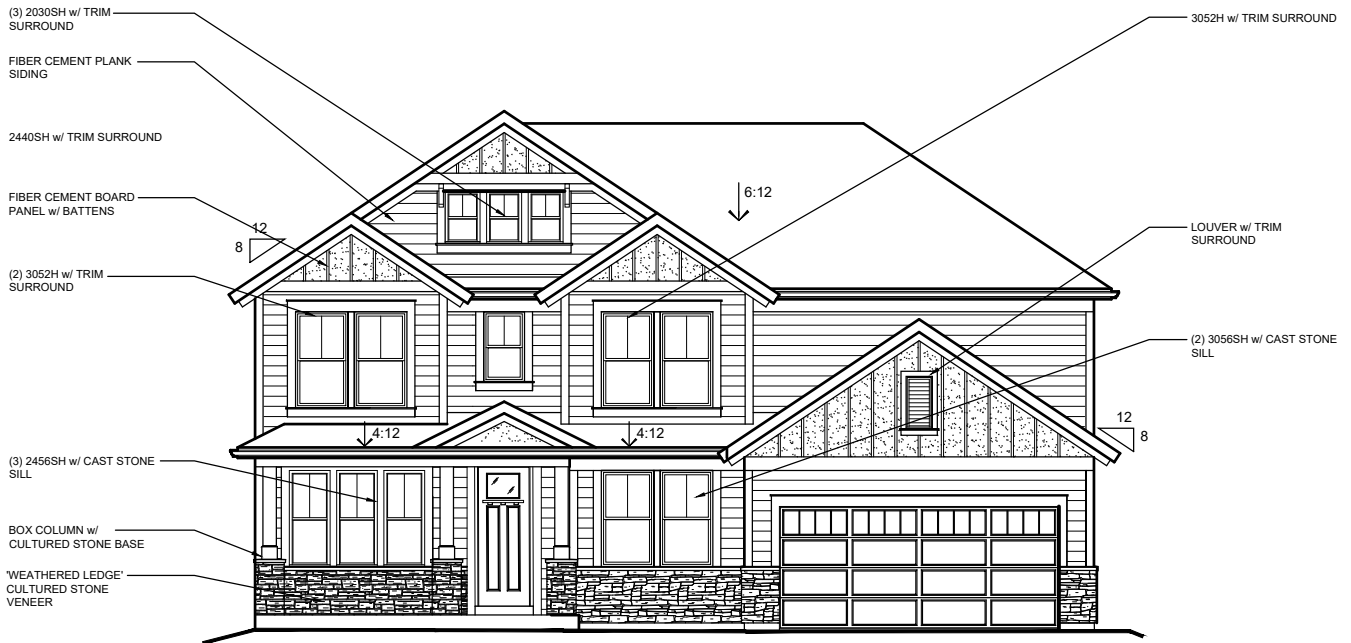 (3) 2030SH w/ TRIM
SURROUND
FIBER CEMENT PLANK
SIDING
2440SH w/ TRIM SURROUND
FIBER CEMENT BOARD
PANEL w/ BATTENS
12
8
(2) 3052H w/ TRIM
SURROUND
(3) 2456SH w/ CAST STONE
SILL
BOX COLUMN w/
CULTURED STONE BASE
'WEATHERED LEDGE'
CULTURED STONE
VENEER
6:12
4:12
4:12
3052H w/ TRIM SURROUND
LOUVER w/ TRIM
SURROUND
(2) 3056SH w/ CAST STONE
SILL
12
8